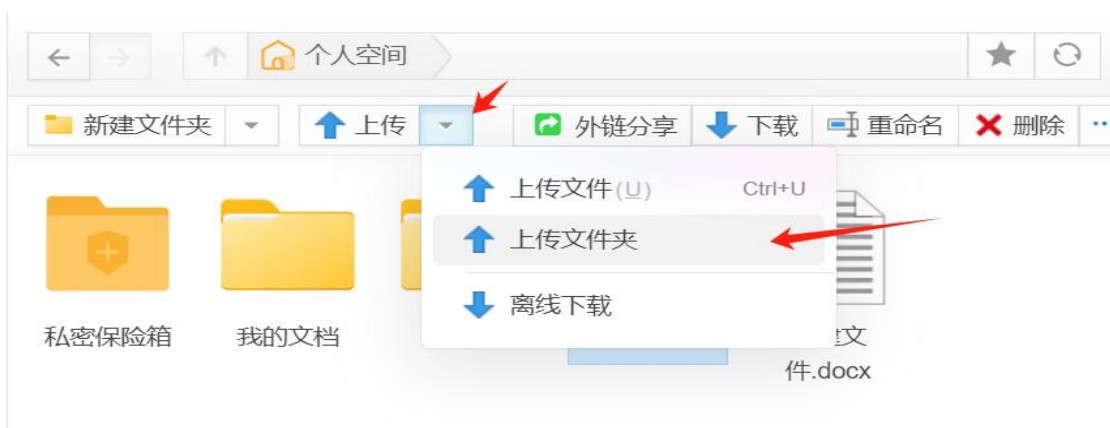 个人空间
新建文件夹 上传 外链分享 下载 重命名 删除
上传文件(U) Ctrl+U
上传文件夹
离线下载
私密保险箱 我的文档
文
件.docx